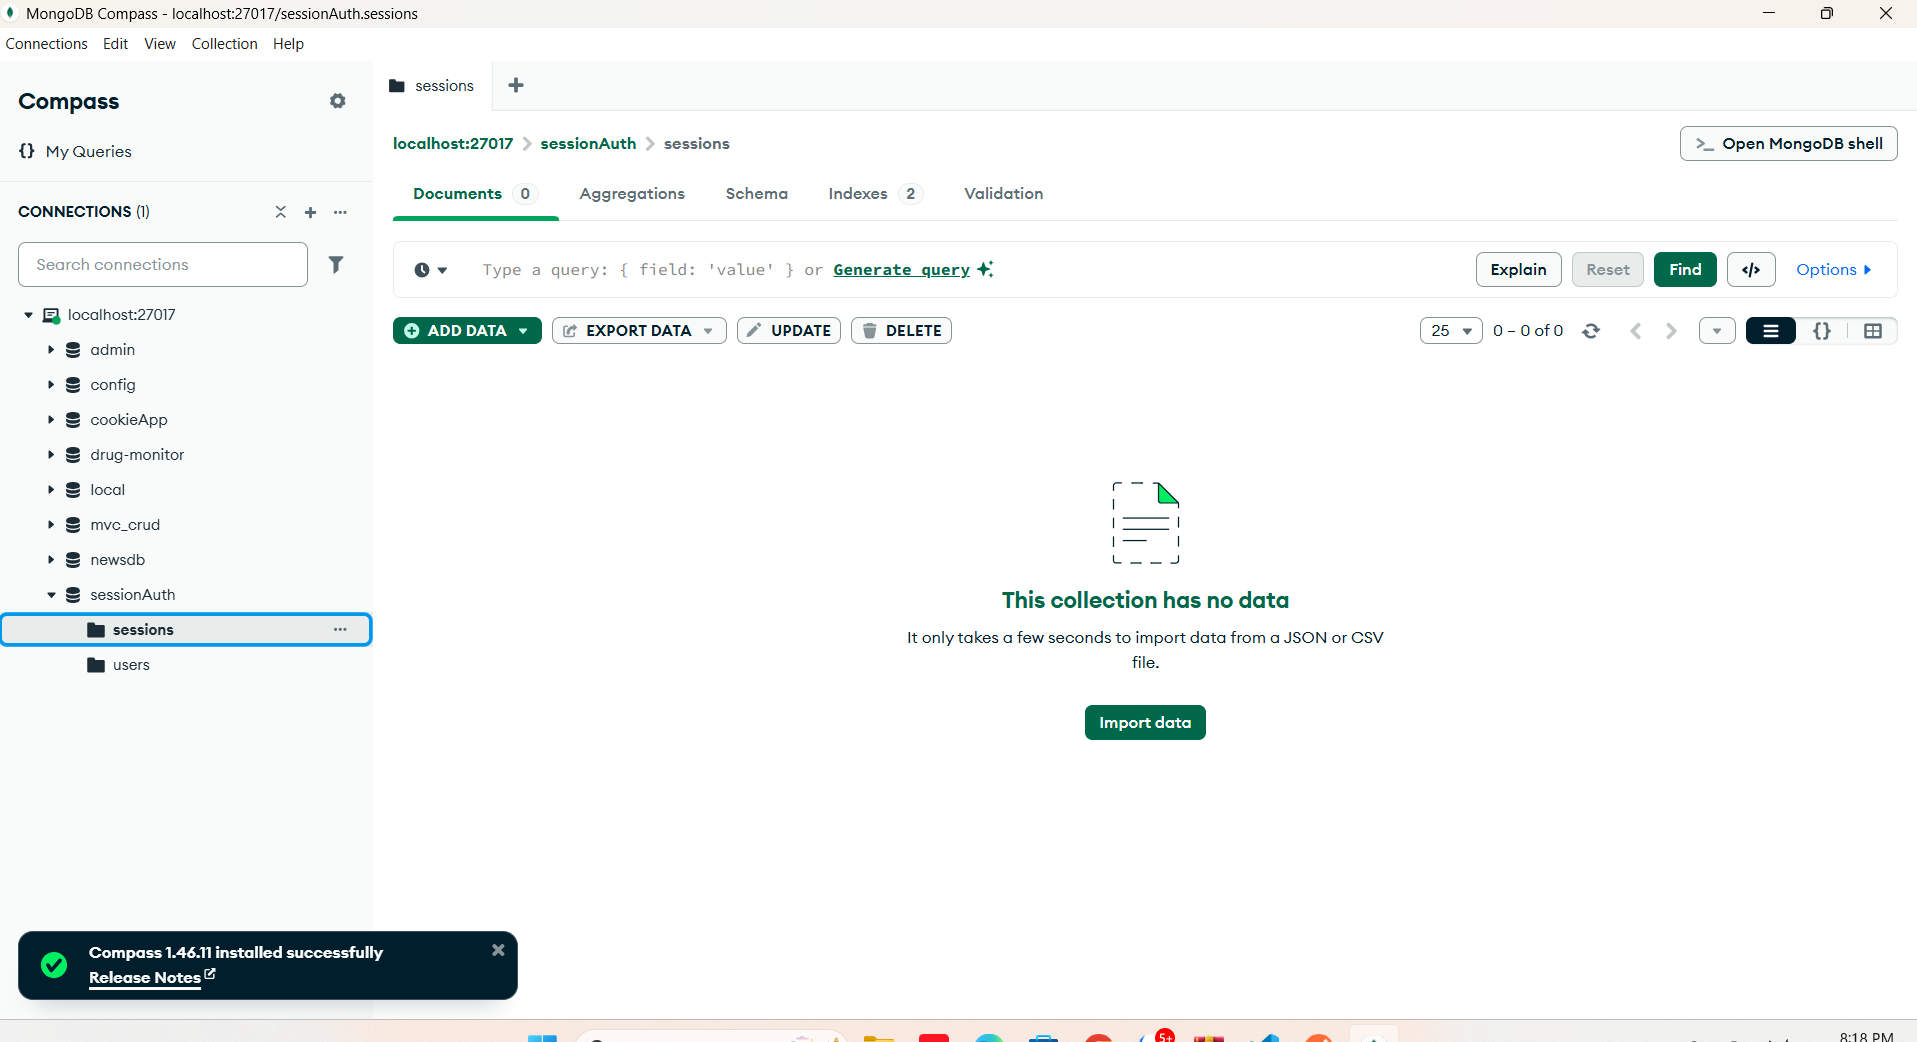 MongoDB Compass - localhost:27017/sessionAuth.sessions
Connections Edit View Collection Help
Compass
{} My Queries
CONNECTIONS (1)
Search connections
localhost:27017
admin
config
cookieApp
drug-monitor
local
mvc_crud
newsdb
sessionAuth
sessions
users
sessions
localhost:27017 > sessionAuth > sessions
>_ Open MongoDB shell
Documents 0 Aggregations Schema Indexes 2 Validation
Type a query: { field: 'value' } or Generate query
Explain Reset Find </> Options
ADD DATA EXPORT DATA UPDATE DELETE
25 0 – 0 of 0 {}
This collection has no data
It only takes a few seconds to import data from a JSON or CSV
file.
Import data
Compass 1.46.11 installed successfully
Release Notes
5+
8:18 PM